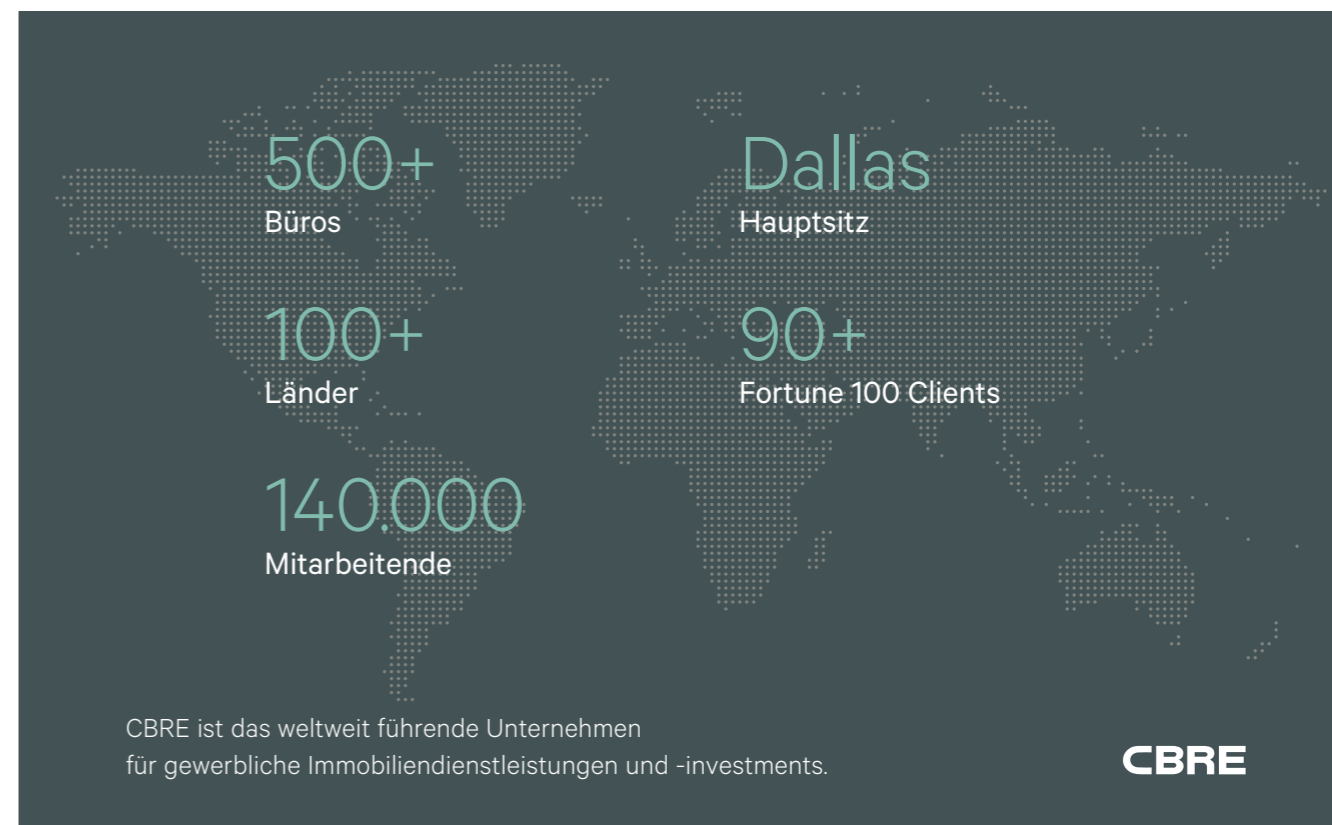 500+
Büros
100+
Länder
140.000
Mitarbeitende
Dallas
Hauptsitz
90+
Fortune 100 Clients
CBRE ist das weltweit führende Unternehmen
für gewerbliche Immobiliendienstleistungen und -investments.
CBRE